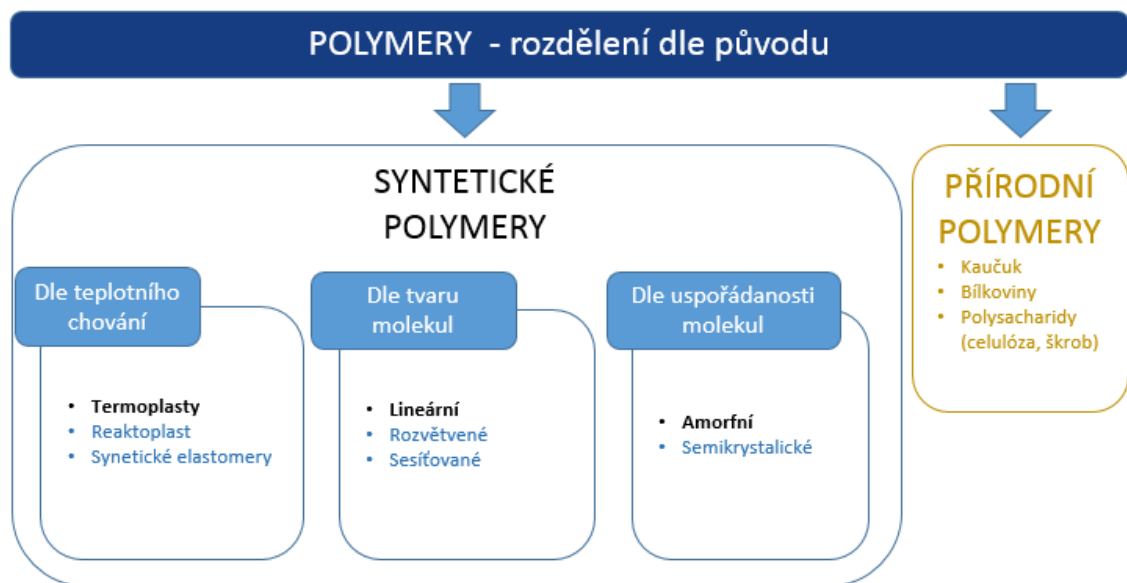 POLYMERY - rozdělení dle původu
SYNTETICKÉ
POLYMERY
Dle teplotního
chování
• Termoplasty
• Reaktoplast
• Synetické elastomery
Dle tvaru
molekul
• Lineární
• Rozvětvené
• Sesíťované
Dle uspořádanosti
molekul
• Amorfní
• Semikrystalické
PŘÍRODNÍ
POLYMERY
• Kaučuk
• Bílkoviny
• Polysacharidy
(celulóza, škrob)